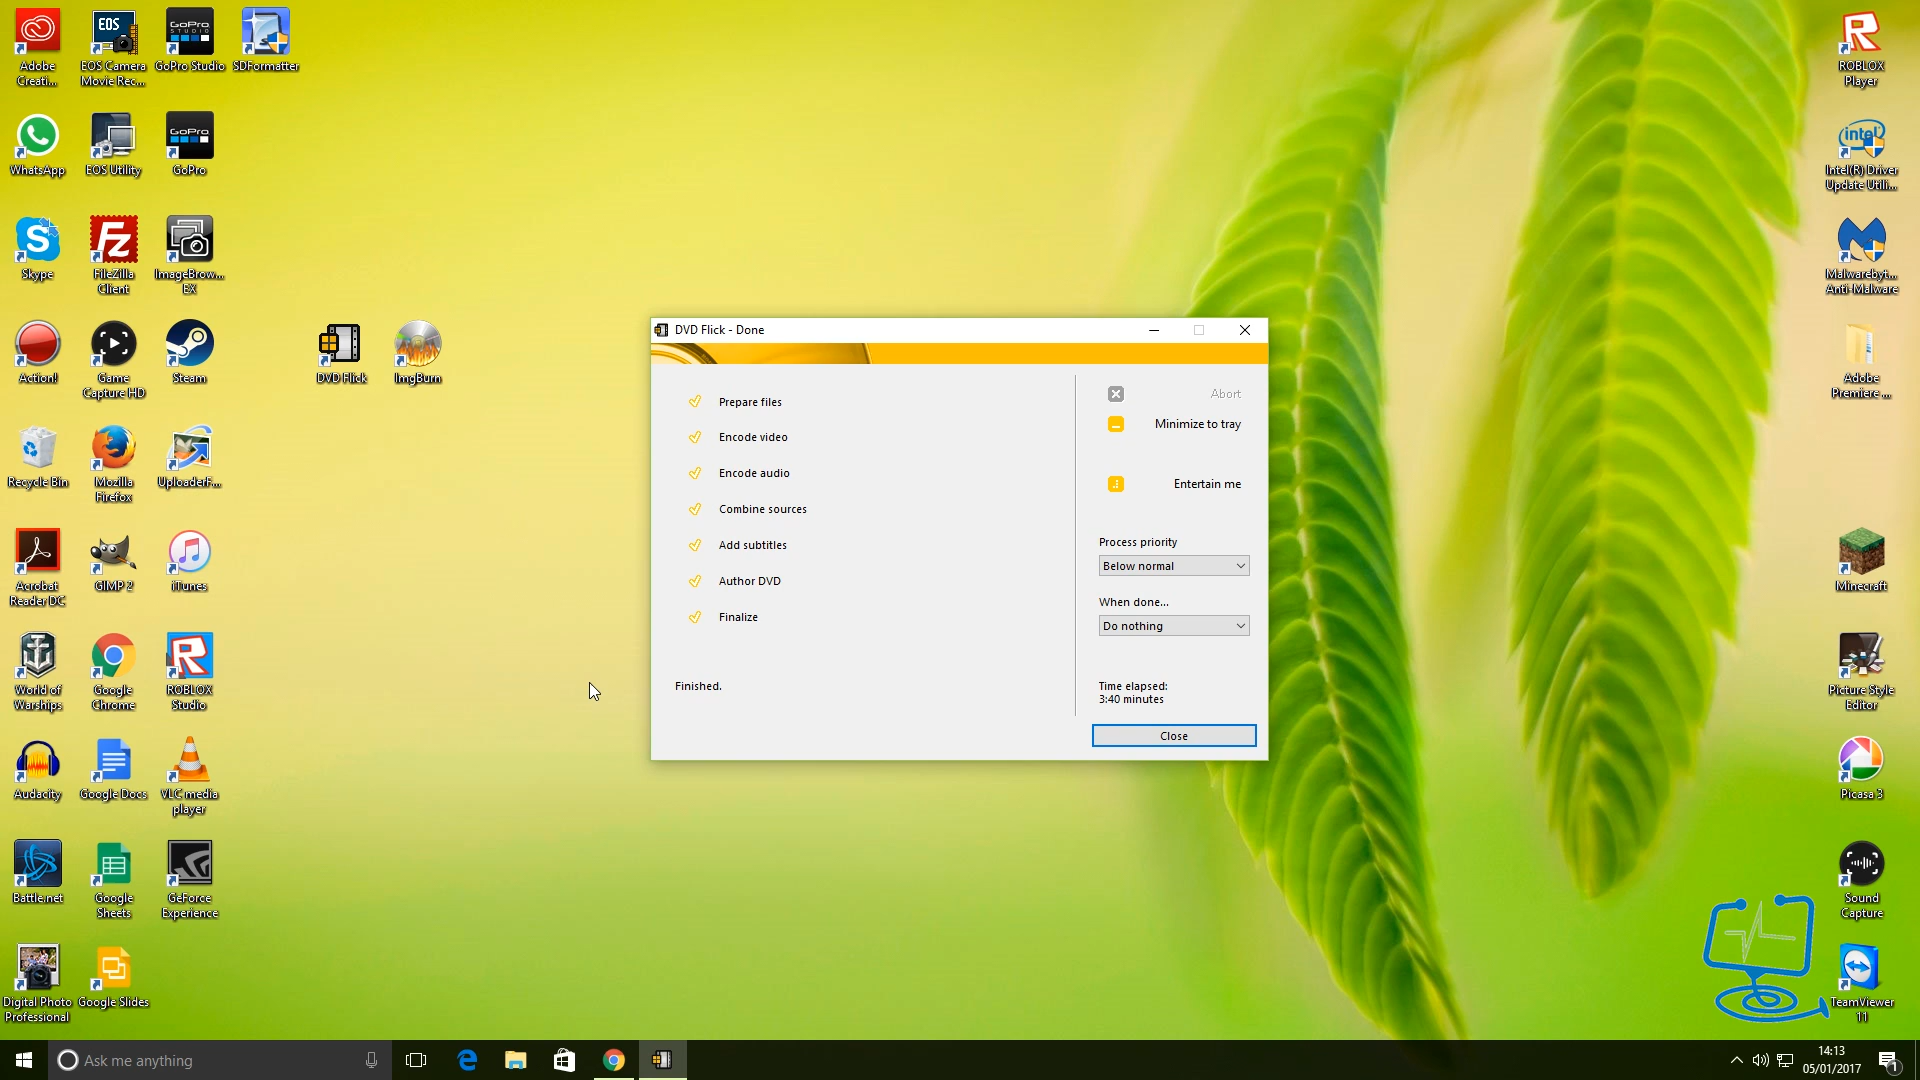 Adobe
Creati...
EOS
EOS Camera
Movie Rec...
GoPro
STUDIO
GoPro Studio
SDFormatter
WhatsApp
EOS Utility
GoPro
GoPro
Skype
FileZilla
Client
ImageBrow...
EX
Action!
Game
Capture HD
Steam
DVD Flick
ImgBurn
Recycle Bin
Mozilla
Firefox
UploaderF...
Acrobat
Reader DC
GIMP 2
iTunes
World of
Warships
Google
Chrome
ROBLOX
Studio
Audacity
Google Docs
VLC media
player
Battle.net
Google
Sheets
GeForce
Experience
Digital Photo
Professional
Google Slides
DVD Flick - Done
Prepare files
Encode video
Encode audio
Combine sources
Add subtitles
Author DVD
Finalize
Finished.
Abort
Minimize to tray
Entertain me
Process priority
Below normal
When done...
Do nothing
Time elapsed:
3:40 minutes
Close
ROBLOX
Player
intel
Intel(R) Driver
Update Utili...
Malwarebyt...
Anti-Malware
Adobe
Premiere ...
Minecraft
Picture Style
Editor
Picasa 3
Sound
Capture
TeamViewer
11
Ask me anything
14:13
05/01/2017
1